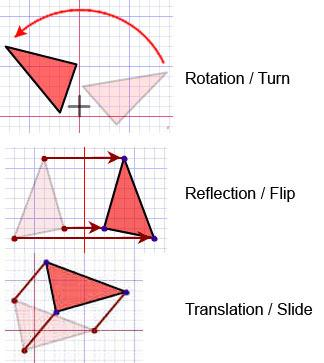 Rotation / Turn
Reflection / Flip
Translation / Slide